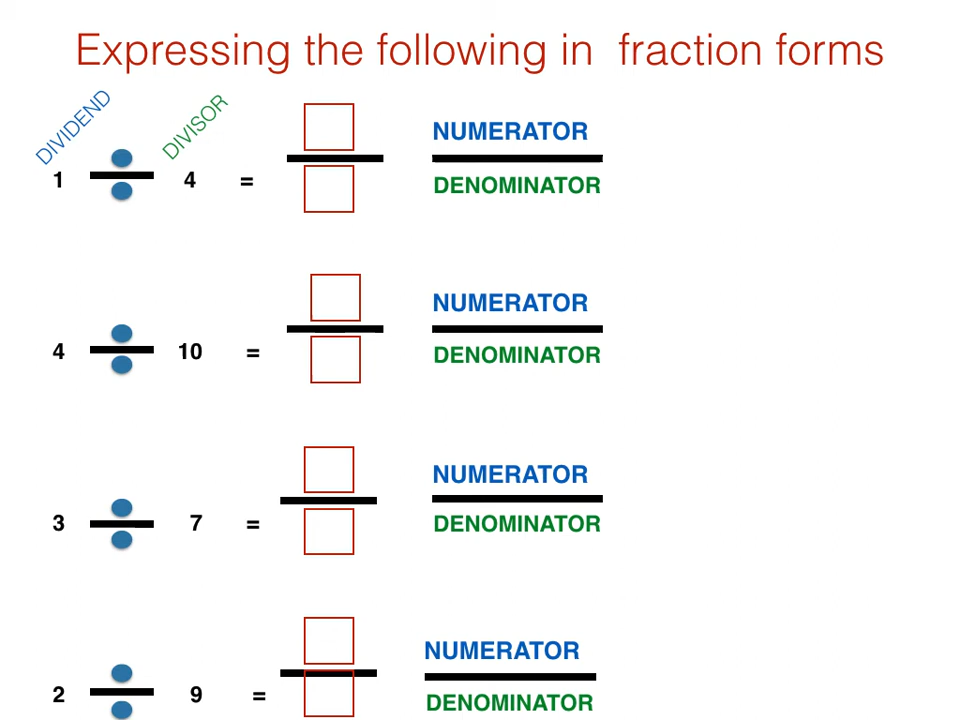 Expressing the following in fraction forms
DIVIDEND DIVISOR
1 ÷ 4 =
NUMERATOR
DENOMINATOR
4 ÷ 10 =
NUMERATOR
DENOMINATOR
3 ÷ 7 =
NUMERATOR
DENOMINATOR
2 ÷ 9 =
NUMERATOR
DENOMINATOR